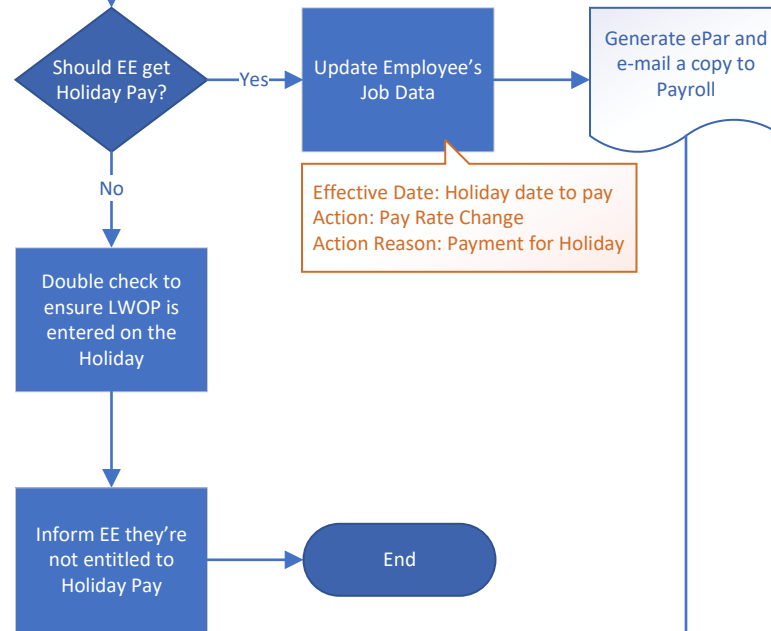 Should EE get
Holiday Pay?
Yes
Update Employee’s
Job Data
Generate ePar and
e-mail a copy to
Payroll
Effective Date: Holiday date to pay
Action: Pay Rate Change
Action Reason: Payment for Holiday
No
Double check to
ensure LWOP is
entered on the
Holiday
Inform EE they’re
not entitled to
Holiday Pay
End